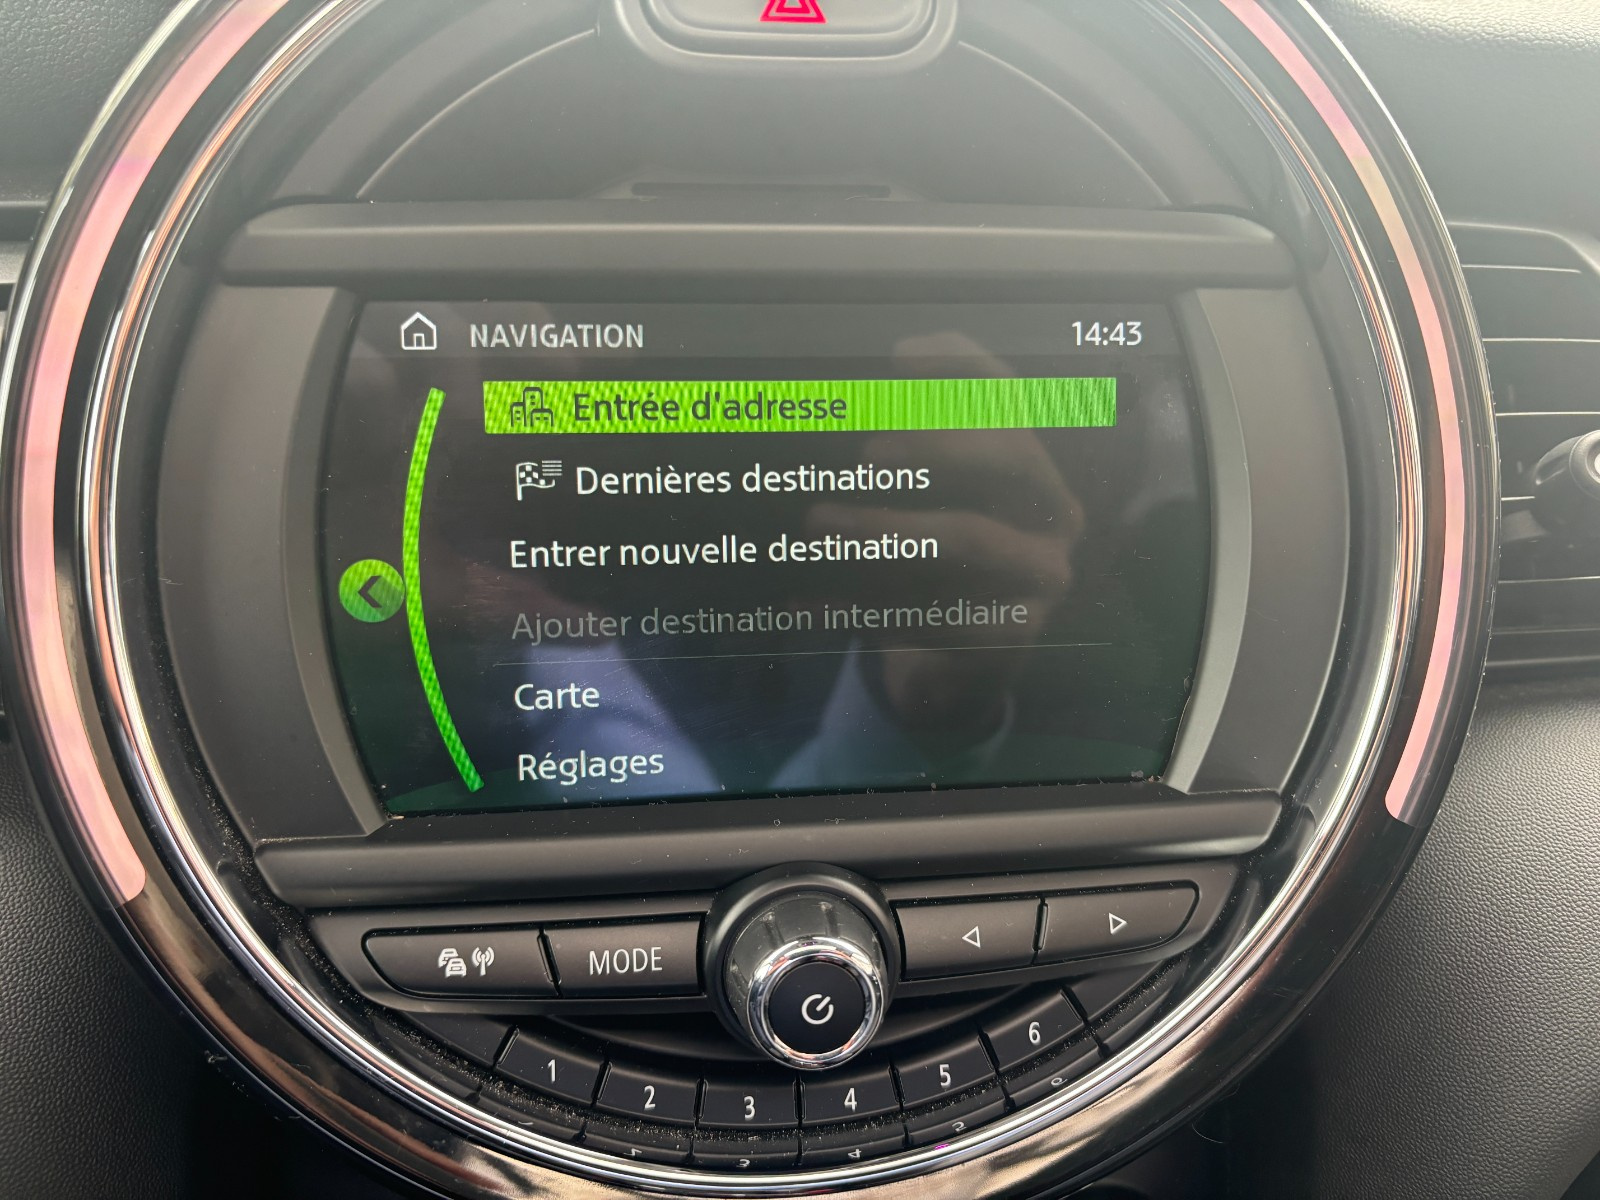 NAVIGATION 14:43
Entrée d'adresse
Dernières destinations
Entrer nouvelle destination
Ajouter destination intermédiaire
Carte
Réglages
MODE
1 2 3 4 5 6